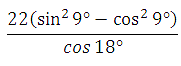 22(sin² 9° − cos² 9°)
cos 18°